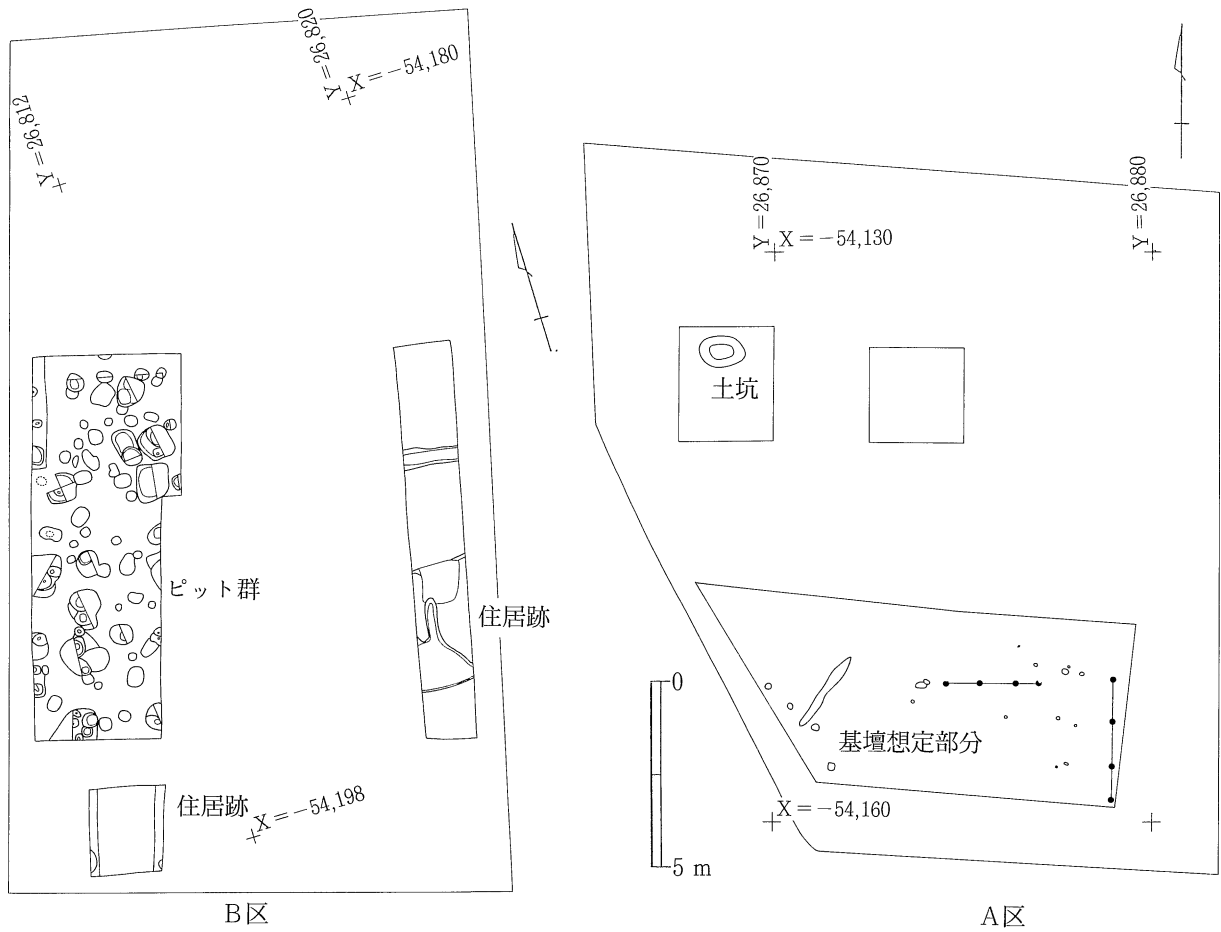 Y=26,820
X=-54,180
Y=26,812
ピット群
住居跡
住居跡
X=-54,198
B区
Y=26,870
X=-54,130
Y=26,880
土坑
基壇想定部分
X=-54,160
0
5 m
A区